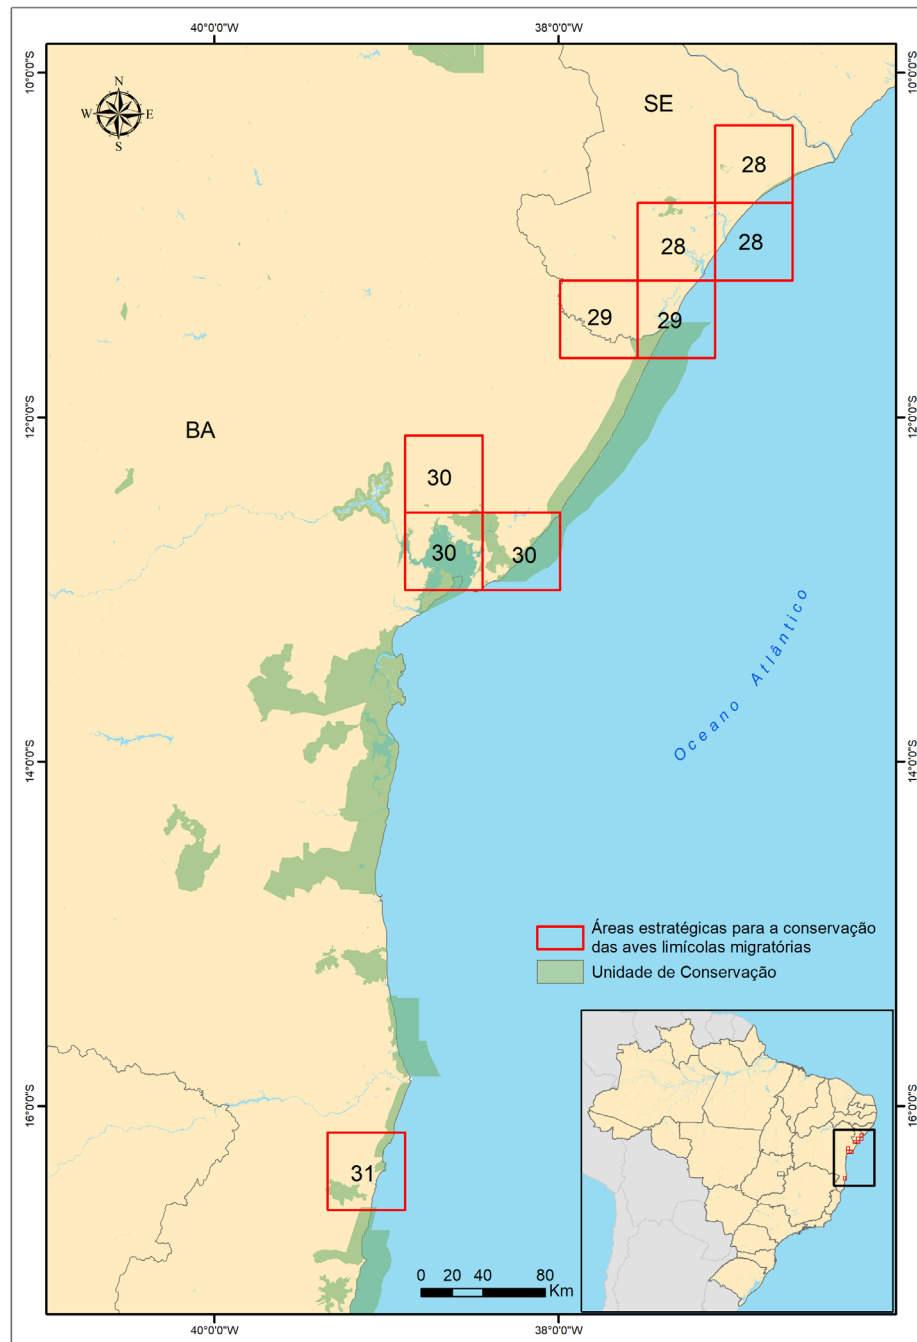 40°0'0"W
38°0'0"W
10°0'0"S
10°0'0"S
N
W
E
S
SE
28
28
28
29
29
12°0'0"S
12°0'0"S
BA
30
30
30
Oceano Atlântico
14°0'0"S
14°0'0"S
Áreas estratégicas para a conservação
das aves limícolas migratórias
Unidade de Conservação
16°0'0"S
16°0'0"S
31
0 20 40 80
Km
40°0'0"W
38°0'0"W